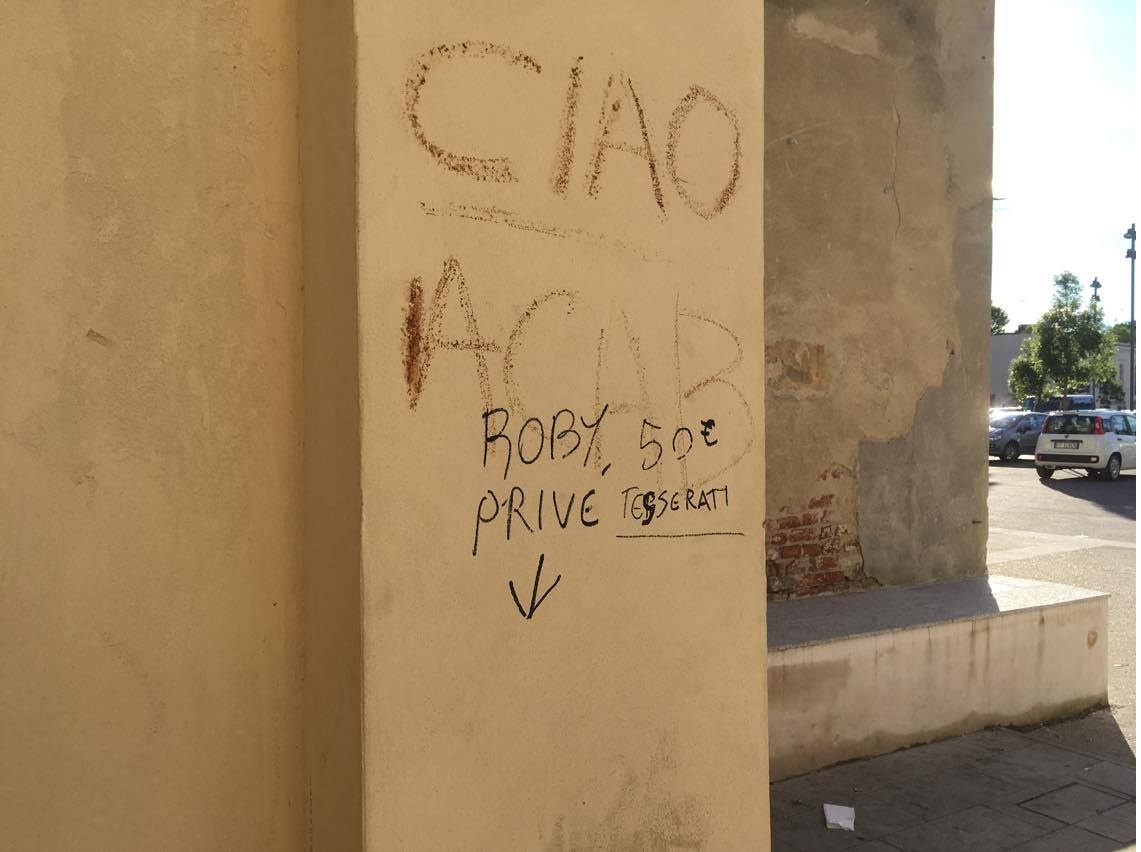 CIAO
ACAB
ROBY, 50€
PRIVE TESSERATI